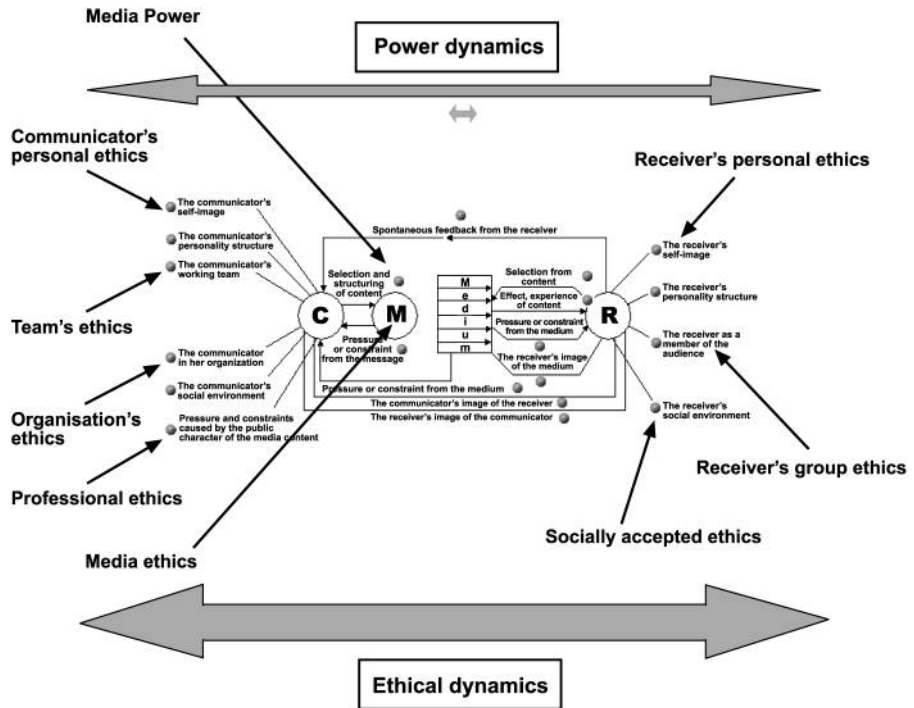 Media Power
Power dynamics
Communicator's
personal ethics
Receiver's personal ethics
The communicator's
self-image
The communicator's
personality structure
The communicator's
working team
Team's ethics
The communicator
in her organization
The communicator's
social environment
Organisation's
ethics
Pressure and constraints
caused by the public
character of the media content
Professional ethics
Media ethics
Spontaneous feedback from the receiver
Selection and
structuring
of content
C
M
Pressure
or constraint
from the message
M
e
d
i
u
m
Selection from
content
Effect, experience
of content
Pressure or constraint
from the medium
The receiver's image
of the medium
R
Pressure or constraint from the medium
The communicator's image of the receiver
The receiver's image of the communicator
The receiver's
self-image
The receiver's
personality structure
The receiver as a
member of the
audience
The receiver's
social environment
Receiver's group ethics
Socially accepted ethics
Ethical dynamics